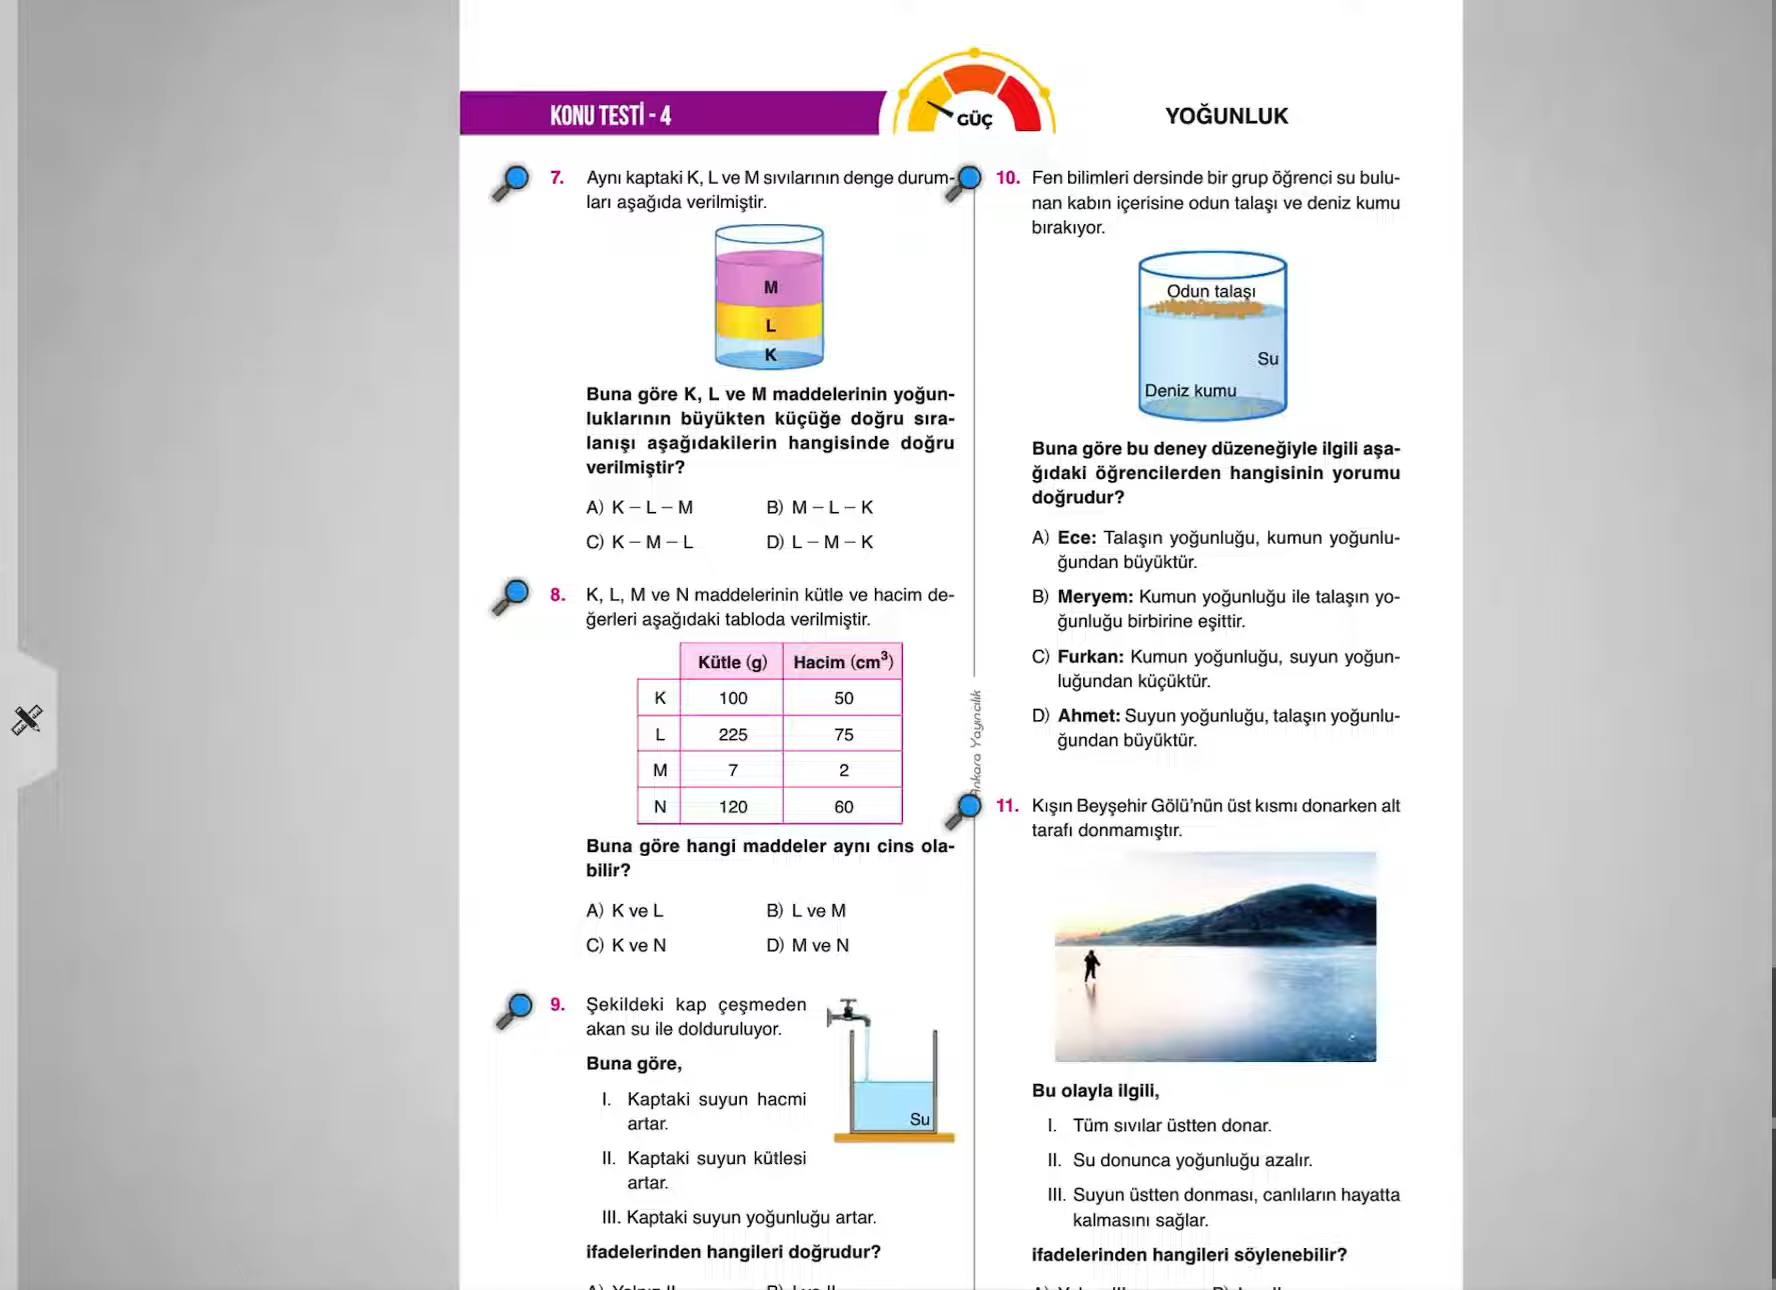 KONU TESTİ - 4
GÜÇ
YOĞUNLUK
7. Aynı kaptaki K, L ve M sıvılarının denge durum-
ları aşağıda verilmiştir.
M
L
K
Buna göre K, L ve M maddelerinin yoğun-
luklarının büyükten küçüğe doğru sıra-
lanışı aşağıdakilerin hangisinde doğru
verilmiştir?
A) K – L – M B) M – L – K
C) K – M – L D) L – M – K
8. K, L, M ve N maddelerinin kütle ve hacim de-
ğerleri aşağıdaki tabloda verilmiştir.
Kütle (g) Hacim (cm³)
K 100 50
L 225 75
M 7 2
N 120 60
Buna göre hangi maddeler aynı cins ola-
bilir?
A) K ve L B) L ve M
C) K ve N D) M ve N
9. Şekildeki kap çeşmeden
akan su ile dolduruluyor.
Buna göre,
I. Kaptaki suyun hacmi
artar.
II. Kaptaki suyun kütlesi
artar.
III. Kaptaki suyun yoğunluğu artar.
Su
ifadelerinden hangileri doğrudur?
Ankara Yayıncılık
10. Fen bilimleri dersinde bir grup öğrenci su bulu-
nan kabın içerisine odun talaşı ve deniz kumu
bırakıyor.
Odun talaşı
Su
Deniz kumu
Buna göre bu deney düzeneğiyle ilgili aşa-
ğıdaki öğrencilerden hangisinin yorumu
doğrudur?
A) Ece: Talaşın yoğunluğu, kumun yoğunlu-
ğundan büyüktür.
B) Meryem: Kumun yoğunluğu ile talaşın yo-
ğunluğu birbirine eşittir.
C) Furkan: Kumun yoğunluğu, suyun yoğun-
luğundan küçüktür.
D) Ahmet: Suyun yoğunluğu, talaşın yoğunlu-
ğundan büyüktür.
11. Kışın Beyşehir Gölü'nün üst kısmı donarken alt
tarafı donmamıştır.
Bu olayla ilgili,
I. Tüm sıvılar üstten donar.
II. Su donunca yoğunluğu azalır.
III. Suyun üstten donması, canlıların hayatta
kalmasını sağlar.
ifadelerinden hangileri söylenebilir?